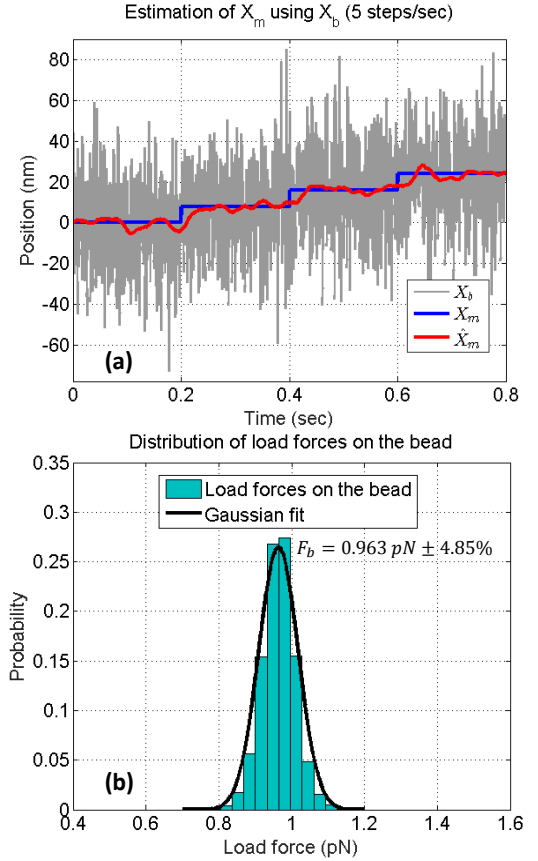 Estimation of X_m using X_b (5 steps/sec)
80
60
40
20
0
-20
-40
-60
Position (nm)
X_b
X_m
X̂_m
(a)
0
0.2
0.4
0.6
0.8
Time (sec)
Distribution of load forces on the bead
0.35
0.3
0.25
0.2
0.15
0.1
0.05
0
Probability
Load forces on the bead
Gaussian fit
F_b = 0.963 pN ± 4.85%
(b)
0.4
0.6
0.8
1
1.2
1.4
1.6
Load force (pN)